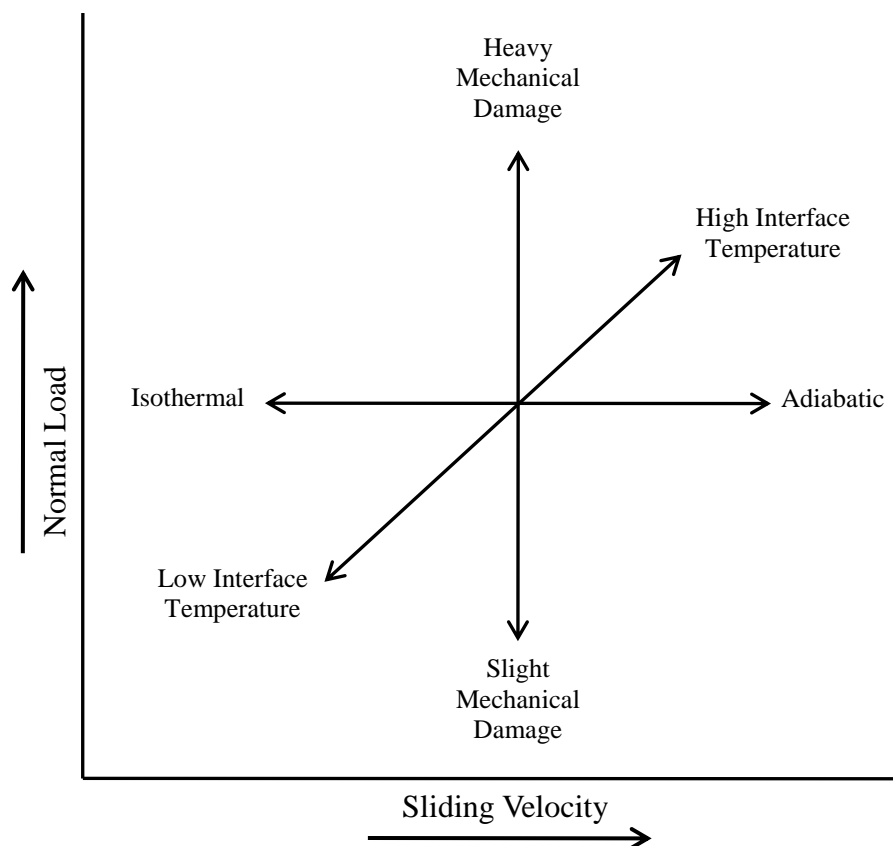 Heavy
Mechanical
Damage
High Interface
Temperature
Isothermal
Adiabatic
Normal Load
Low Interface
Temperature
Slight
Mechanical
Damage
Sliding Velocity